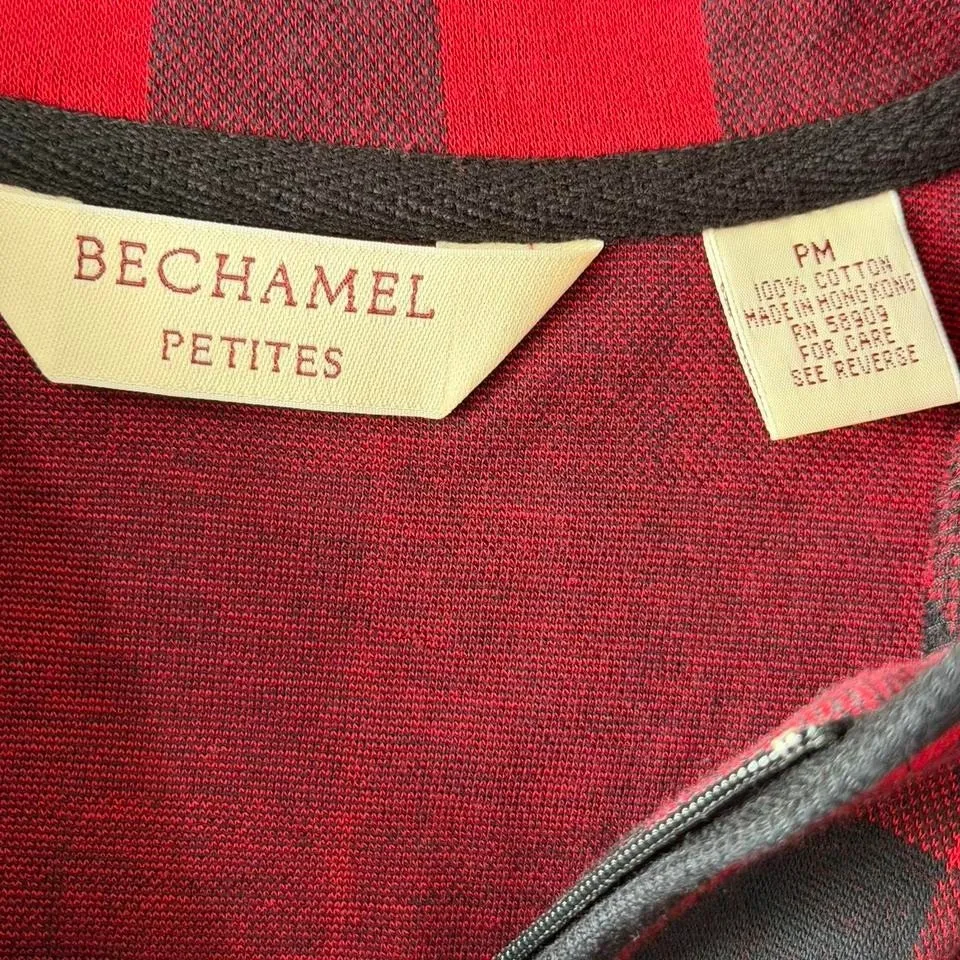 BECHAMEL
PETITES
PM
100% COTTON
MADE IN HONG KONG
RN 58909
FOR CARE
SEE REVERSE